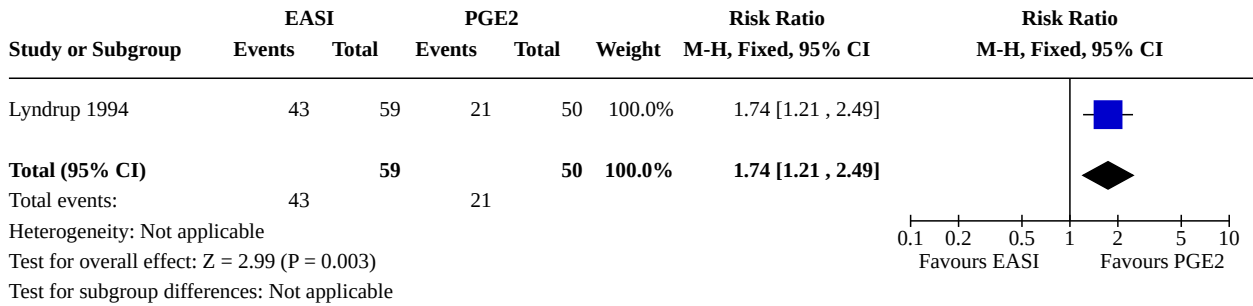 EASI PGE2 Risk Ratio Risk Ratio
Study or Subgroup Events Total Events Total Weight M-H, Fixed, 95% CI M-H, Fixed, 95% CI
Lyndrup 1994 43 59 21 50 100.0% 1.74 [1.21 , 2.49]
Total (95% CI) 59 50 100.0% 1.74 [1.21 , 2.49]
Total events: 43 21
Heterogeneity: Not applicable
0.1 0.2 0.5 1 2 5 10
Test for overall effect: Z = 2.99 (P = 0.003) Favours EASI Favours PGE2
Test for subgroup differences: Not applicable